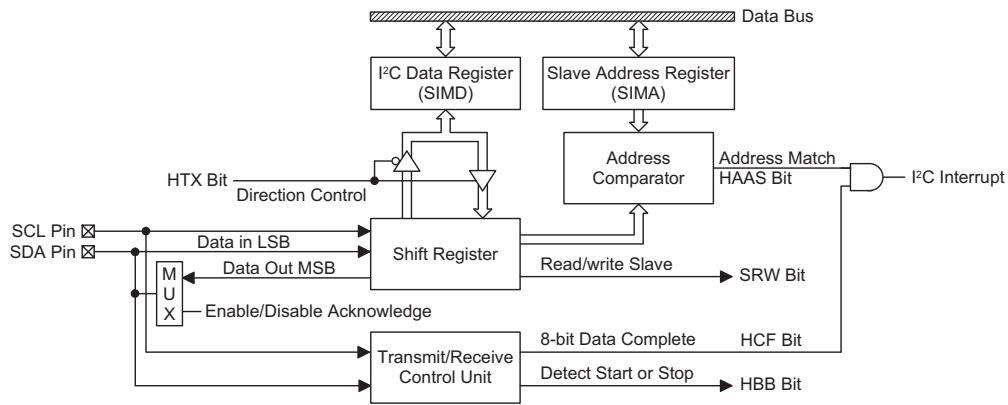 Data Bus
I²C Data Register
(SIMD)
Slave Address Register
(SIMA)
Address
Comparator
Address Match
HAAS Bit
I²C Interrupt
HTX Bit
Direction Control
SCL Pin
SDA Pin
Data in LSB
Shift Register
Data Out MSB
Read/write Slave
SRW Bit
M
U
X
Enable/Disable Acknowledge
Transmit/Receive
Control Unit
8-bit Data Complete
HCF Bit
Detect Start or Stop
HBB Bit